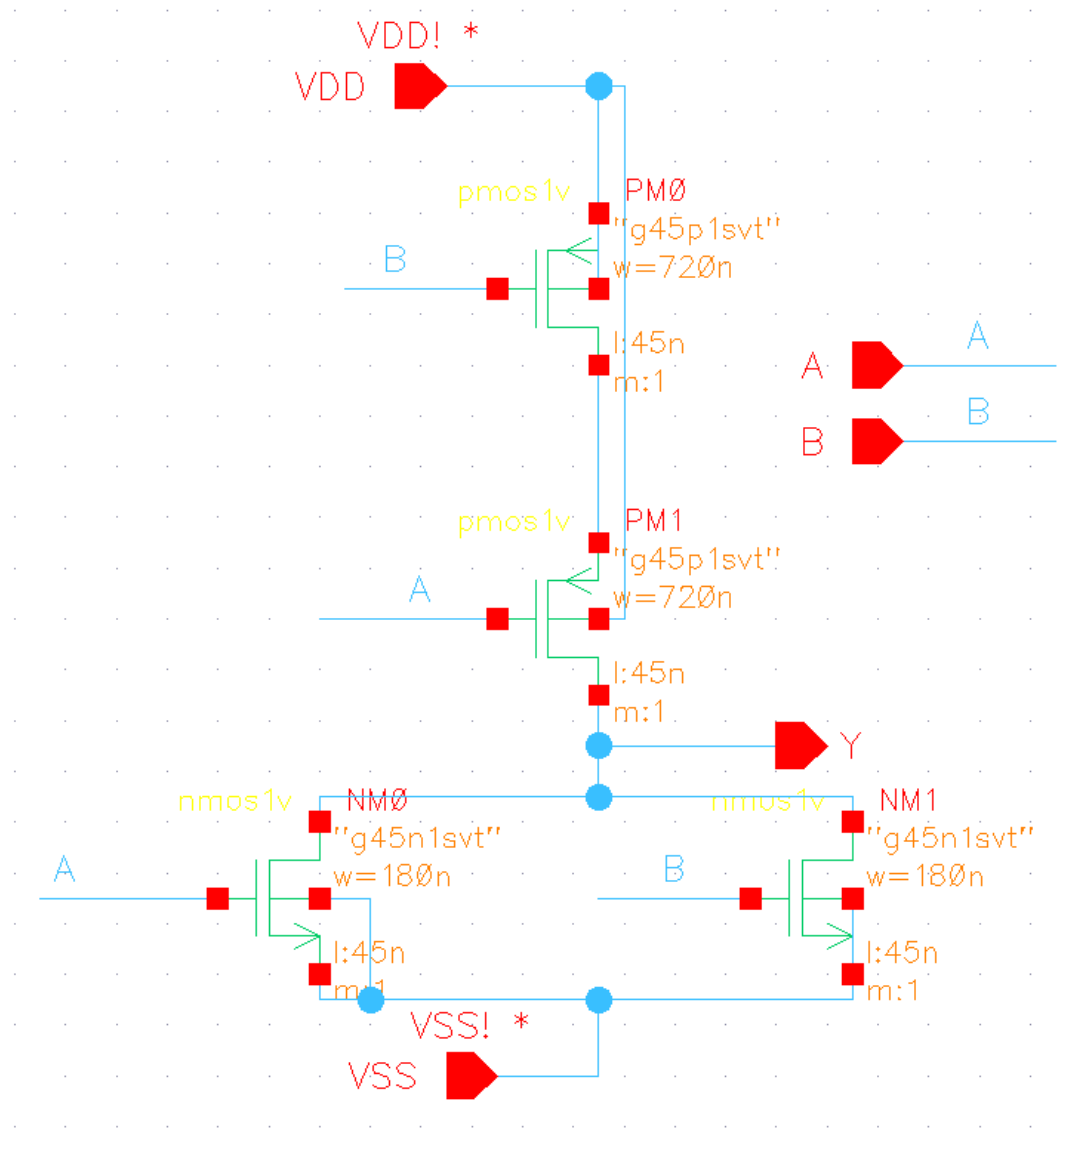 VDD! *
VDD
pmos1v PM0
"g45p1svt"
B
w=720n
l:45n
m:1
A
A
B
B
pmos1v PM1
"g45p1svt"
A
w=720n
l:45n
m:1
Y
nmos1v NM0
"g45n1svt"
A
w=180n
l:45n
m:1
nmos1v NM1
"g45n1svt"
B
w=180n
l:45n
m:1
VSS! *
VSS